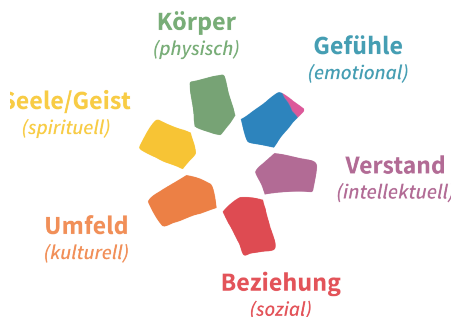 Körper
(physisch)
Gefühle
(emotional)
Seele/Geist
(spirituell)
Verstand
(intellektuell)
Umfeld
(kulturell)
Beziehung
(sozial)